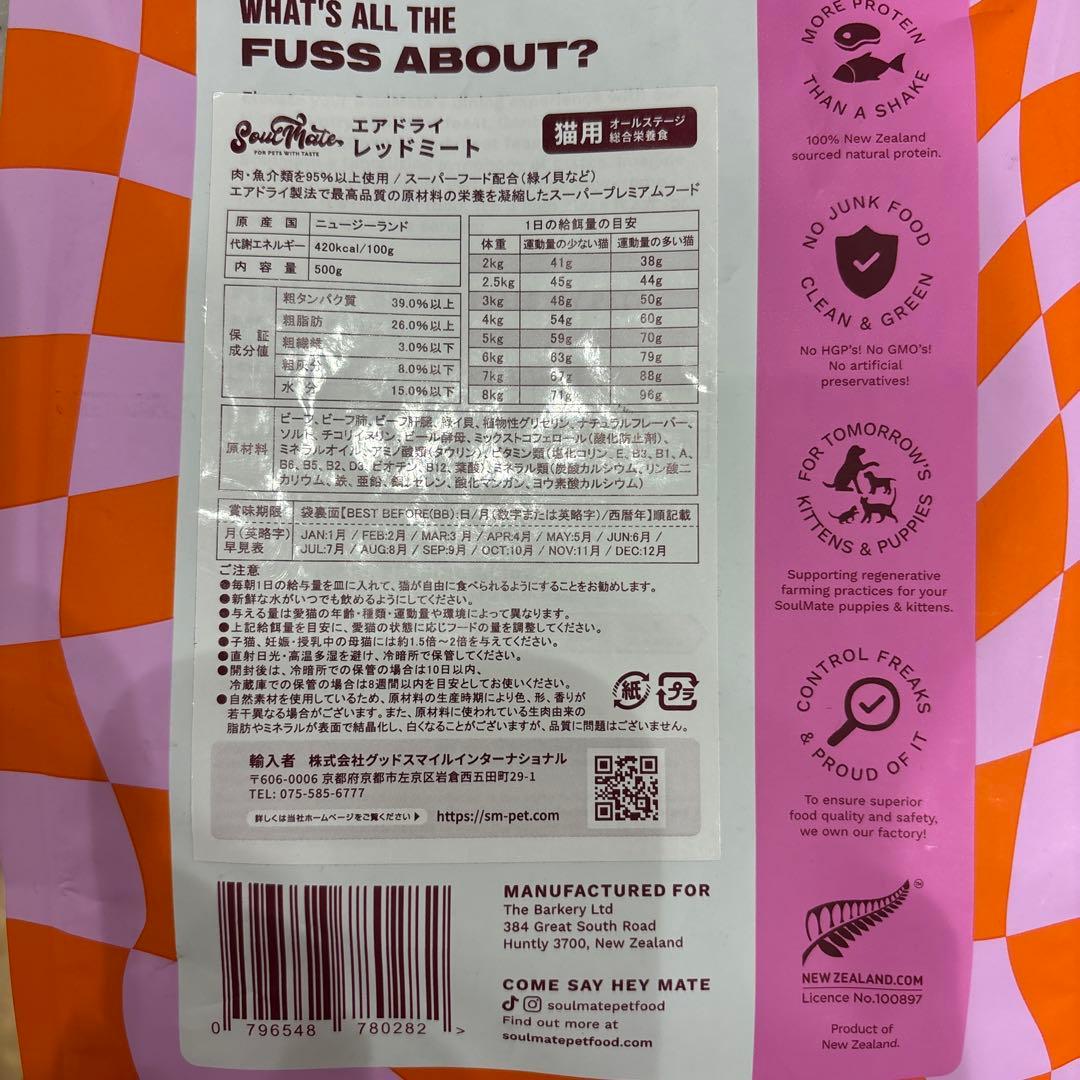 WHAT'S ALL THE
FUSS ABOUT?
SoulMate
FOR PETS WITH TASTE
エアドライ
レッドミート
猫用
オールステージ
総合栄養食
肉・魚介類を95%以上使用 / スーパーフード配合(緑イ貝など)
エアドライ製法で最高品質の原材料の栄養を凝縮したスーパープレミアムフード
原産国 ニュージーランド
代謝エネルギー 420kcal/100g
内容量 500g
保証成分値
粗タンパク質 39.0%以上
粗脂肪 26.0%以上
粗繊維 3.0%以下
粗灰分 8.0%以下
水分 15.0%以下
1日の給餌量の目安
体重 運動量の少ない猫 運動量の多い猫
2kg 41g 38g
2.5kg 45g 44g
3kg 48g 50g
4kg 54g 60g
5kg 59g 70g
6kg 63g 79g
7kg 67g 88g
8kg 71g 96g
原材料
ビーフ、ビーフ肺、ビーフ肝臓、緑イ貝、植物性グリセリン、ナチュラルフレーバー、
ソルト、チコリイヌリン、ビール酵母、ミックストコフェロール(酸化防止剤)、
ミネラルオイル、アミノ酸類(タウリン)、ビタミン類(塩化コリン、E、B3、B1、A、
B6、B5、B2、D3、ビオチン、B12、葉酸)、ミネラル類(炭酸カルシウム、リン酸二
カリウム、鉄、亜鉛、銅、セレン、酸化マンガン、ヨウ素酸カルシウム)
賞味期限 袋裏面【BEST BEFORE(BB):日/月(数字または英略字)/西暦年】順記載
月(英略字)早見表
JAN:1月 / FEB:2月 / MAR:3月 / APR:4月 / MAY:5月 / JUN:6月 /
JUL:7月 / AUG:8月 / SEP:9月 / OCT:10月 / NOV:11月 / DEC:12月
ご注意
●毎朝1日の給与量を皿に入れて、猫が自由に食べられるようにすることをお勧めします。
●新鮮な水がいつでも飲めるようにしてください。
●与える量は愛猫の年齢・種類・運動量や環境によって異なります。
●上記給餌量を目安に、愛猫の状態に応じフードの量を調整してください。
●子猫、妊娠・授乳中の母猫には約1.5倍～2倍を与えてください。
●直射日光・高温多湿を避け、冷暗所で保管してください。
●開封後は、冷暗所での保管の場合は10日以内、
冷蔵庫での保管の場合は8週間以内を目安としてお使いください。
●自然素材を使用しているため、原材料の生産時期により色、形、香りが
若干異なる場合がございます。また、原材料に使われている生肉由来の
脂肪やミネラルが表面で結晶化し、白くなることがございますが、品質に問題はございません。
紙
プラ
輸入者 株式会社グッドスマイルインターナショナル
〒606-0006 京都府京都市左京区岩倉西五田町29-1
TEL: 075-585-6777
詳しくは当社ホームページをご覧ください▶ https://sm-pet.com
0 796548 780282 >
MANUFACTURED FOR
The Barkery Ltd
384 Great South Road
Huntly 3700, New Zealand
COME SAY HEY MATE
soulmatepetfood
Find out more at
soulmatepetfood.com
MORE PROTEIN
THAN A SHAKE
100% New Zealand
sourced natural protein.
NO JUNK FOOD
CLEAN & GREEN
No HGP's! No GMO's!
No artificial
preservatives!
FOR TOMORROW'S
KITTENS & PUPPIES
Supporting regenerative
farming practices for your
SoulMate puppies & kittens.
CONTROL FREAKS
& PROUD OF IT
To ensure superior
food quality and safety,
we own our factory!
TM
NEWZEALAND.COM
Licence No.100897
Product of
New Zealand.